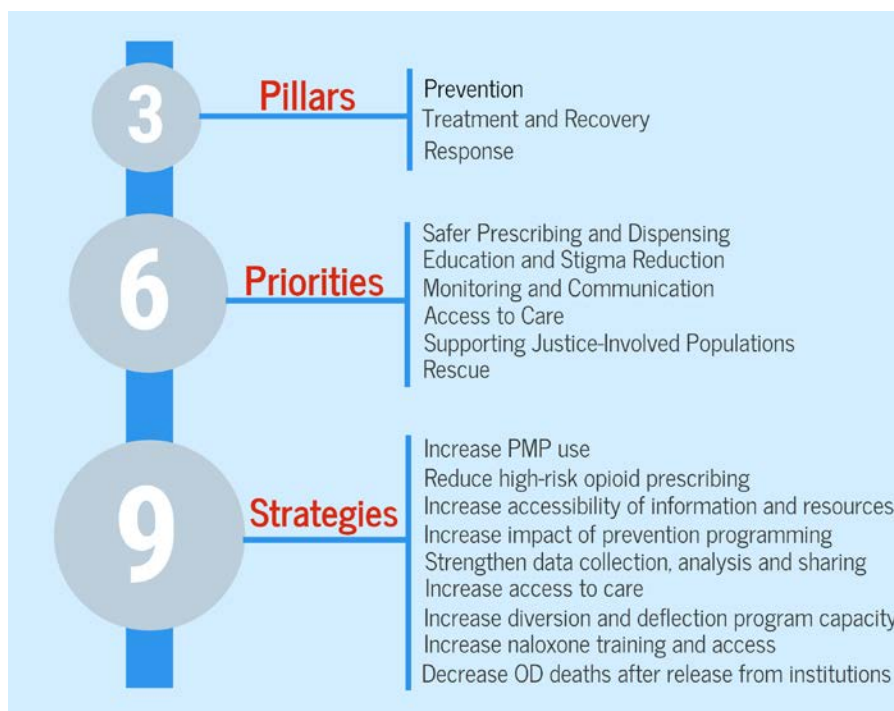 3
Pillars
Prevention
Treatment and Recovery
Response
6
Priorities
Safer Prescribing and Dispensing
Education and Stigma Reduction
Monitoring and Communication
Access to Care
Supporting Justice-Involved Populations
Rescue
9
Strategies
Increase PMP use
Reduce high-risk opioid prescribing
Increase accessibility of information and resources
Increase impact of prevention programming
Strengthen data collection, analysis and sharing
Increase access to care
Increase diversion and deflection program capacity
Increase naloxone training and access
Decrease OD deaths after release from institutions